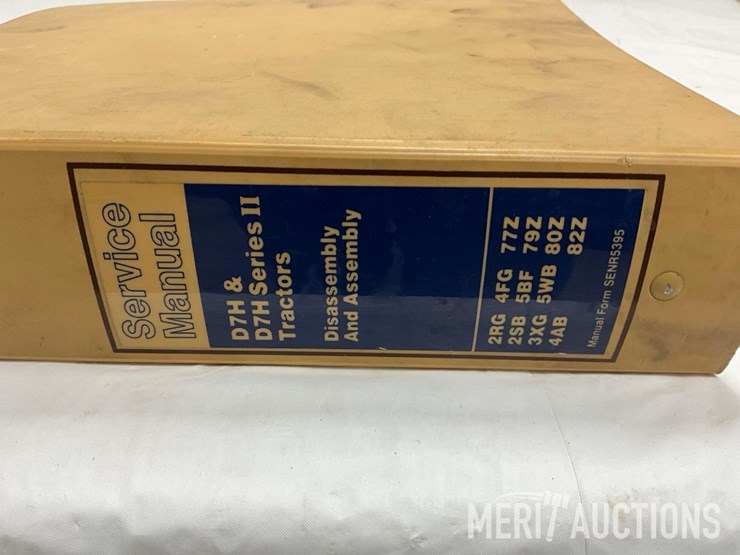 Service
Manual
D7H &
D7H Series II
Tractors
Disassembly
And Assembly
2RG 4FG 77Z
2SB 5BF 79Z
3XG 5WB 80Z
4AB 82Z
Manual Form SENR5395
MERIT AUCTIONS